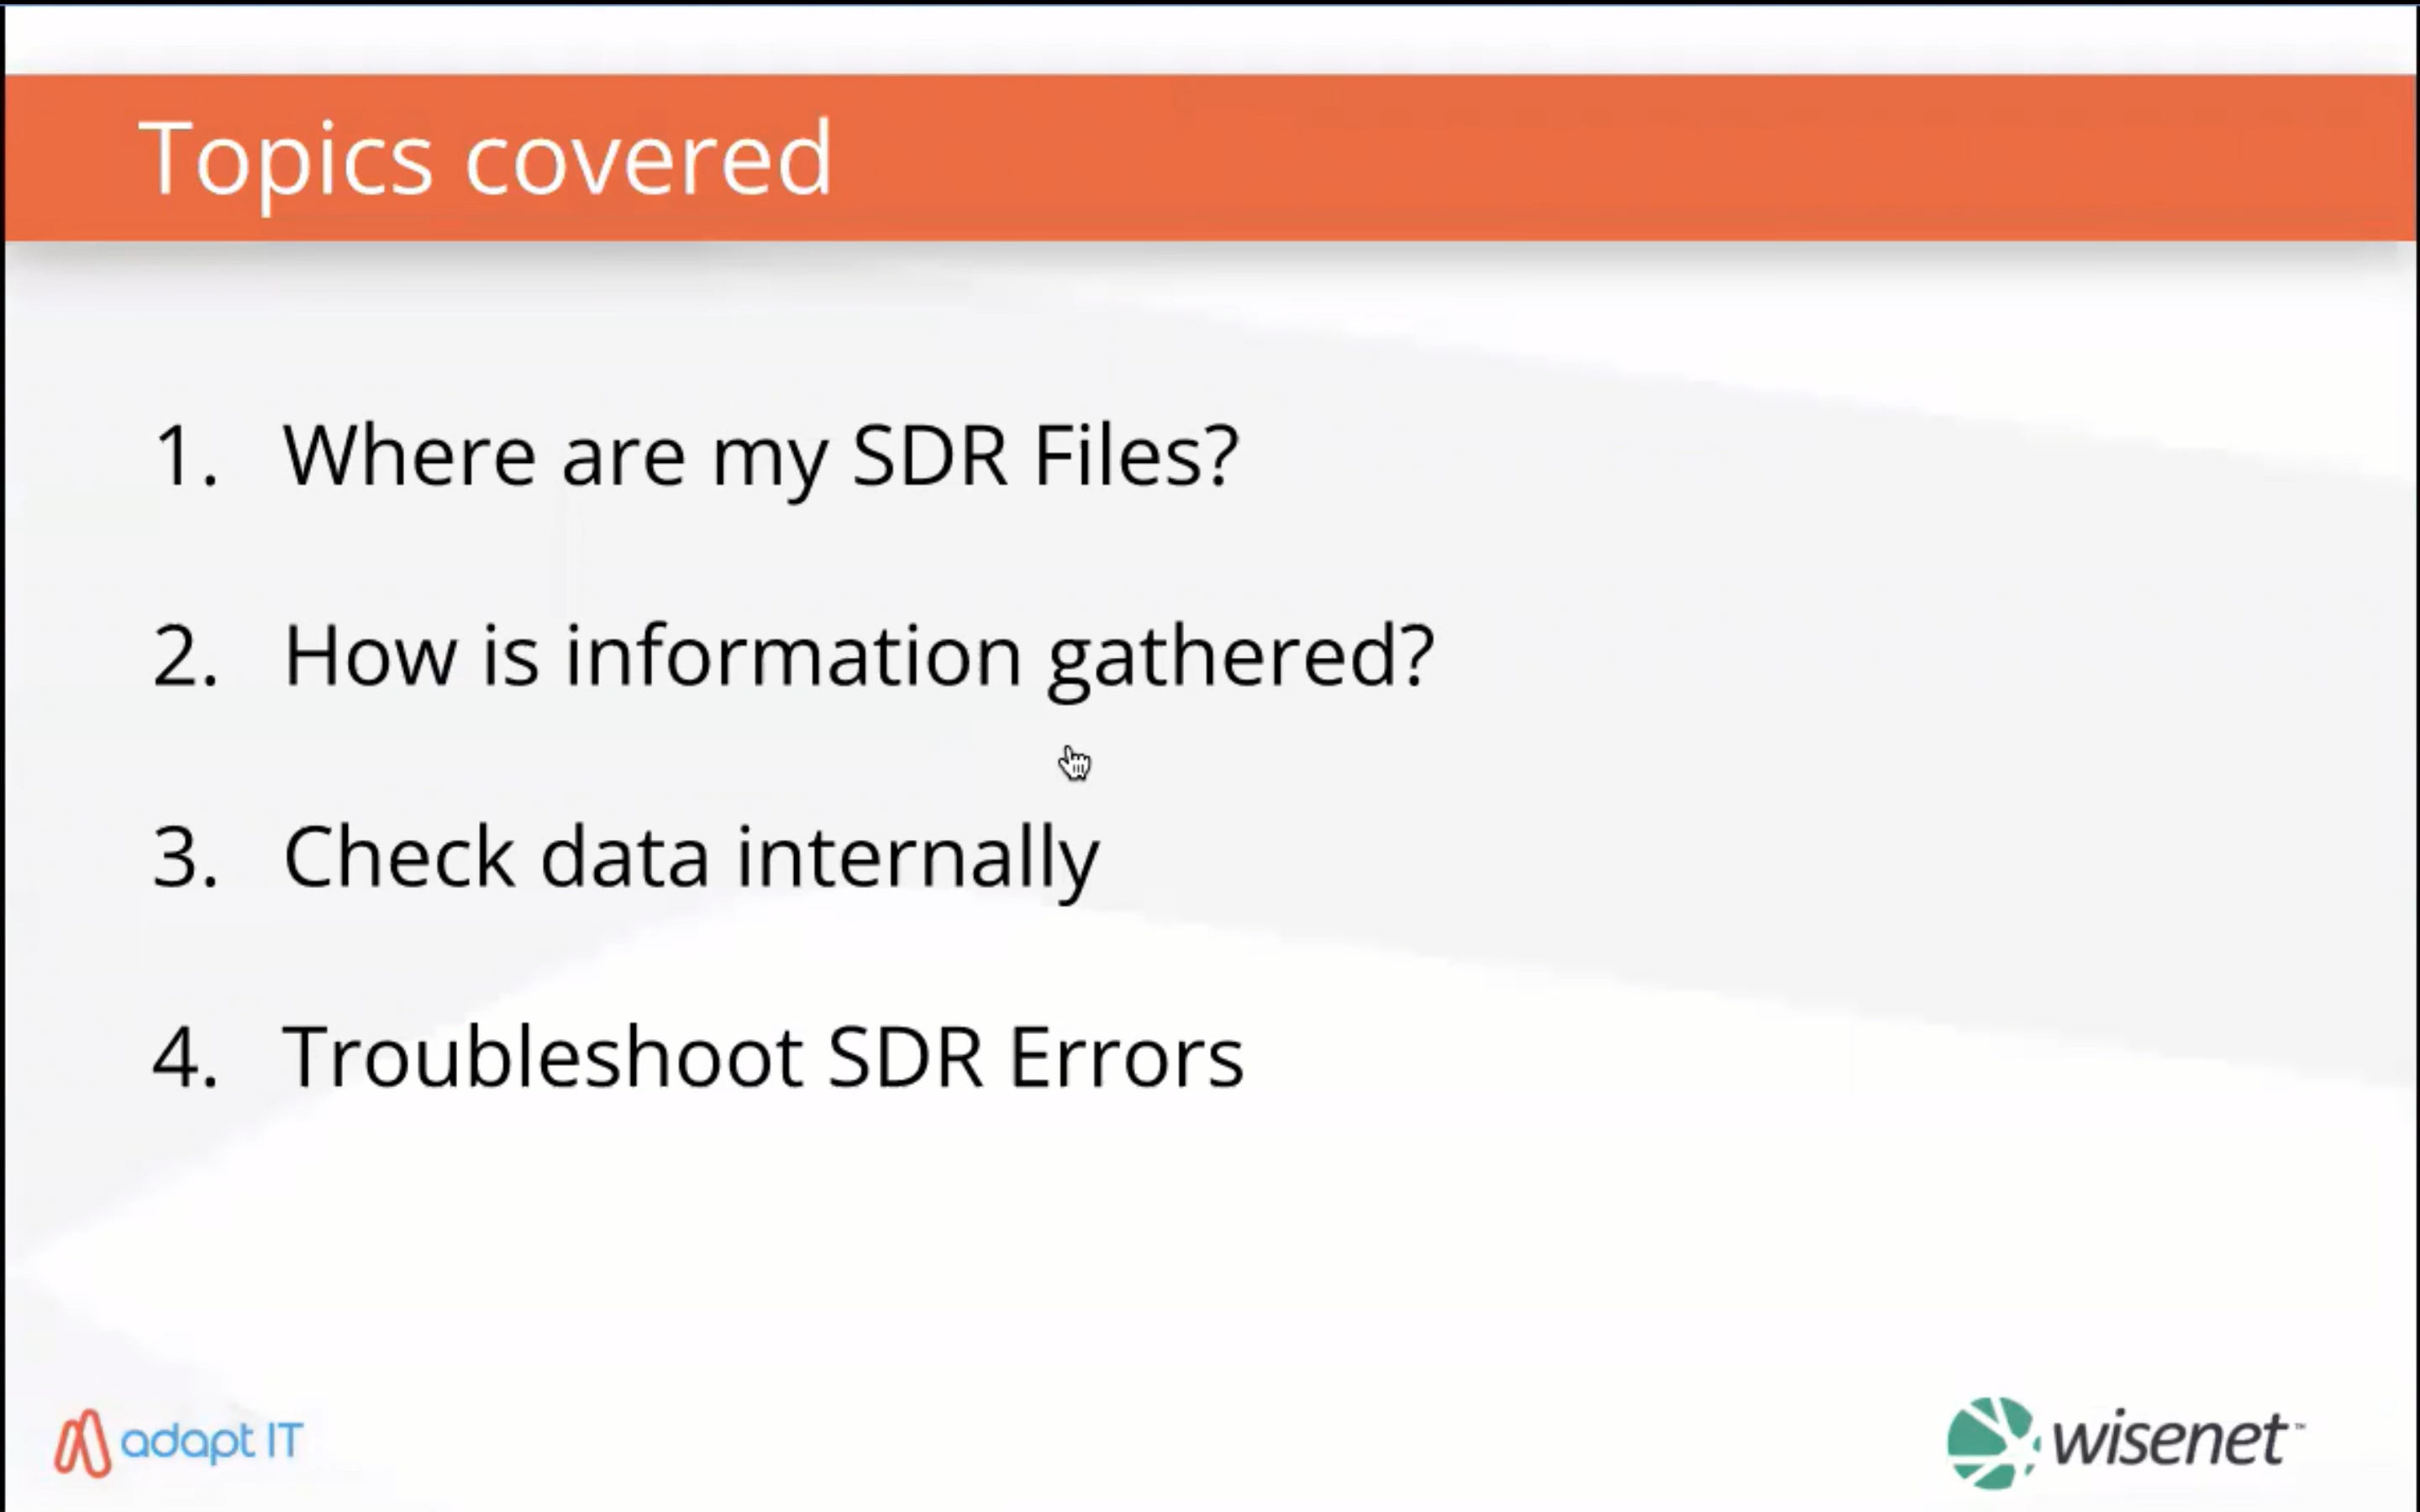 Topics covered
1. Where are my SDR Files?
2. How is information gathered?
3. Check data internally
4. Troubleshoot SDR Errors
adapt IT
wisenet™